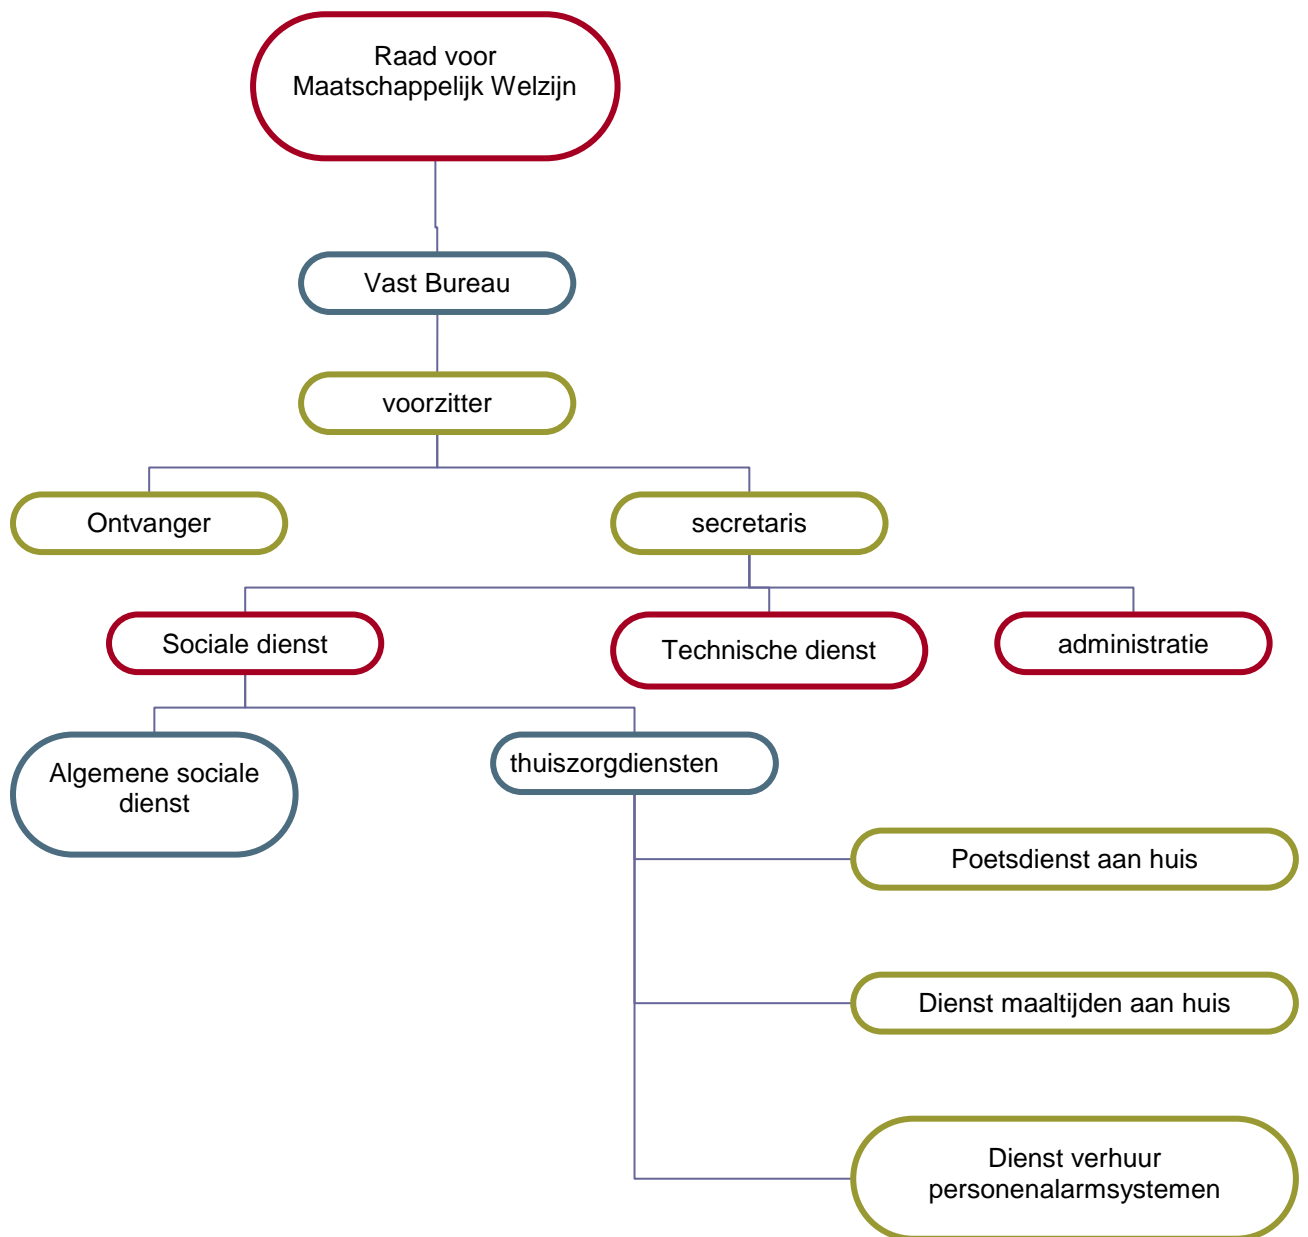 Raad voor
Maatschappelijk Welzijn
Vast Bureau
voorzitter
Ontvanger
secretaris
Sociale dienst
Technische dienst
administratie
Algemene sociale
dienst
thuiszorgdiensten
Poetsdienst aan huis
Dienst maaltijden aan huis
Dienst verhuur
personenalarmsystemen